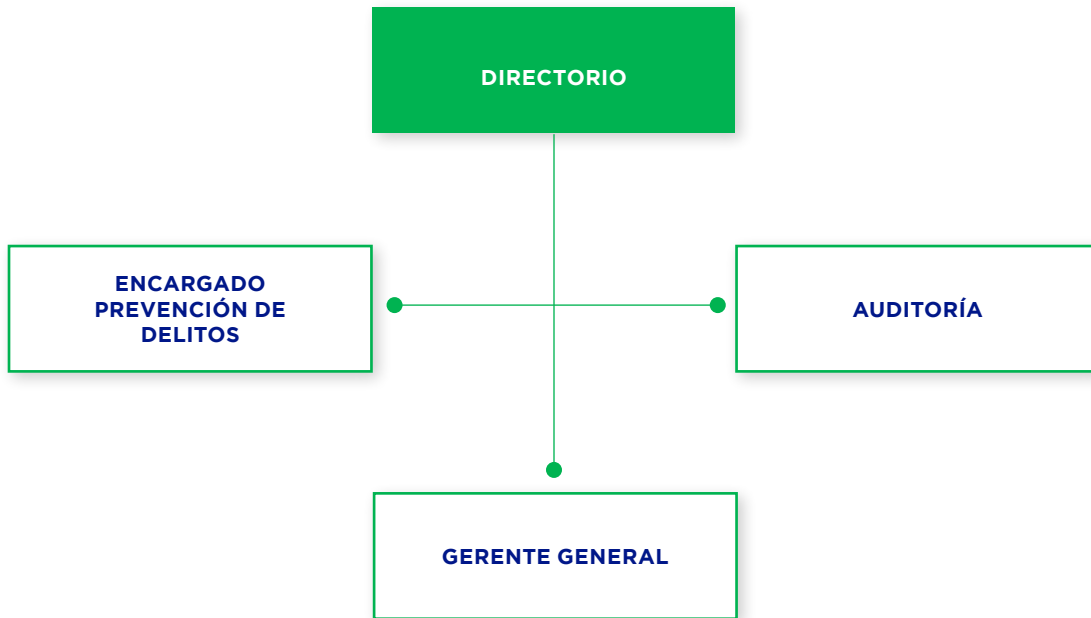 DIRECTORIO
ENCARGADO
PREVENCIÓN DE
DELITOS
AUDITORÍA
GERENTE GENERAL